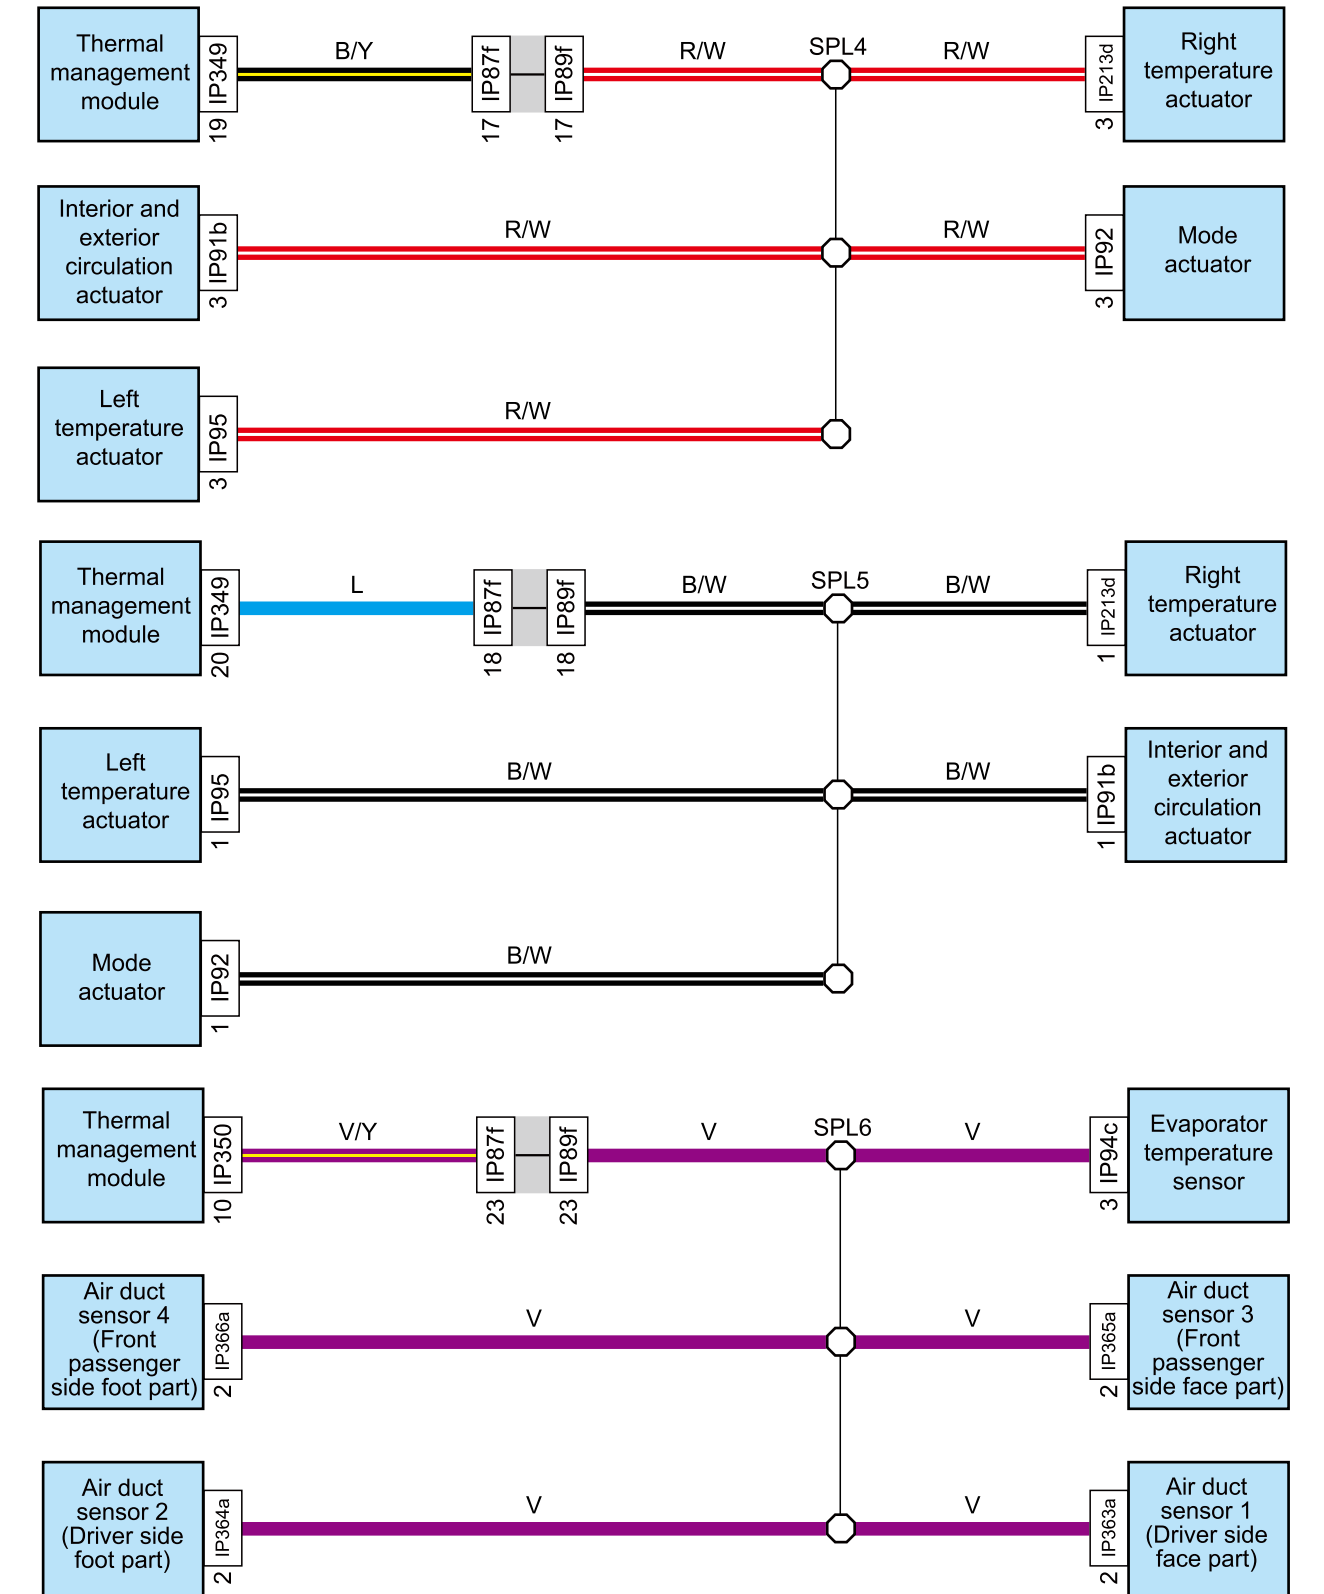 Thermal
management
module
IP349
19
B/Y
IP87f
17
IP89f
17
R/W
SPL4
R/W
IP213d
3
Right
temperature
actuator
Interior and
exterior
circulation
actuator
IP91b
3
R/W
R/W
IP92
3
Mode
actuator
Left
temperature
actuator
IP95
3
R/W
Thermal
management
module
IP349
20
L
IP87f
18
IP89f
18
B/W
SPL5
B/W
IP213d
1
Right
temperature
actuator
Left
temperature
actuator
IP95
1
B/W
B/W
IP91b
1
Interior and
exterior
circulation
actuator
Mode
actuator
IP92
1
B/W
Thermal
management
module
IP350
10
V/Y
IP87f
23
IP89f
23
V
SPL6
V
IP94c
3
Evaporator
temperature
sensor
Air duct
sensor 4
(Front
passenger
side foot part)
IP366a
2
V
V
IP365a
2
Air duct
sensor 3
(Front
passenger
side face part)
Air duct
sensor 2
(Driver side
foot part)
IP364a
2
V
V
IP363a
2
Air duct
sensor 1
(Driver side
face part)